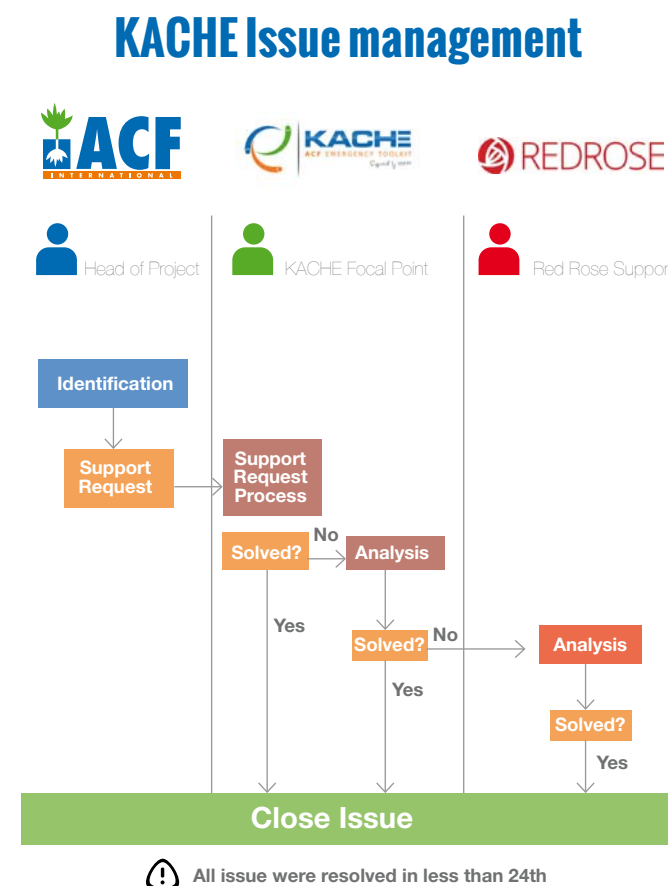 KACHE Issue management
ACF
INTERNATIONAL
KACHE
ACF EMERGENCY TOOLKIT
REDROSE
Head of Project
KACHE Focal Point
Red Rose Suppor
Identification
Support
Request
Support
Request
Process
Solved?
No
Analysis
Yes
Solved?
No
Analysis
Yes
Solved?
Yes
Close Issue
All issue were resolved in less than 24th